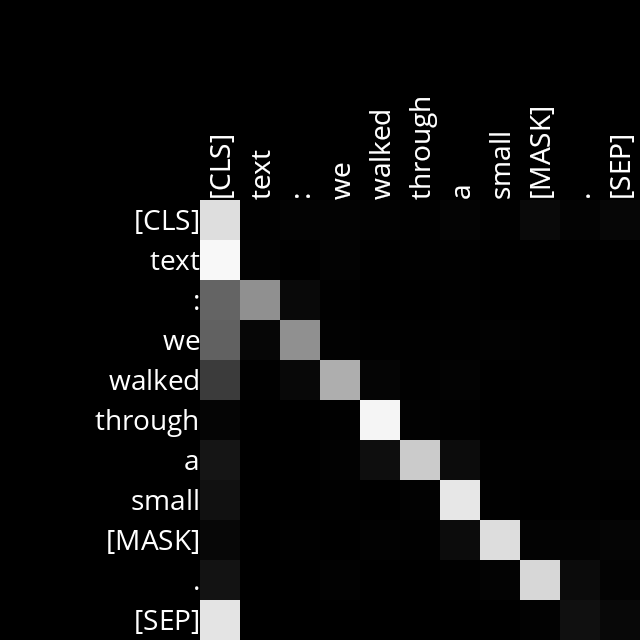 [CLS] text : we walked through a small [MASK] . [SEP]
[CLS]
text
:
we
walked
through
a
small
[MASK]
.
[SEP]